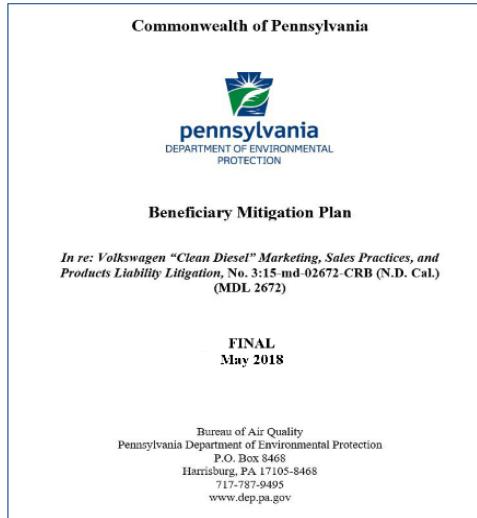 Commonwealth of Pennsylvania
pennsylvania
DEPARTMENT OF ENVIRONMENTAL
PROTECTION
Beneficiary Mitigation Plan
In re: Volkswagen “Clean Diesel” Marketing, Sales Practices, and
Products Liability Litigation, No. 3:15-md-02672-CRB (N.D. Cal.)
(MDL 2672)
FINAL
May 2018
Bureau of Air Quality
Pennsylvania Department of Environmental Protection
P.O. Box 8468
Harrisburg, PA 17105-8468
717-787-9495
www.dep.pa.gov